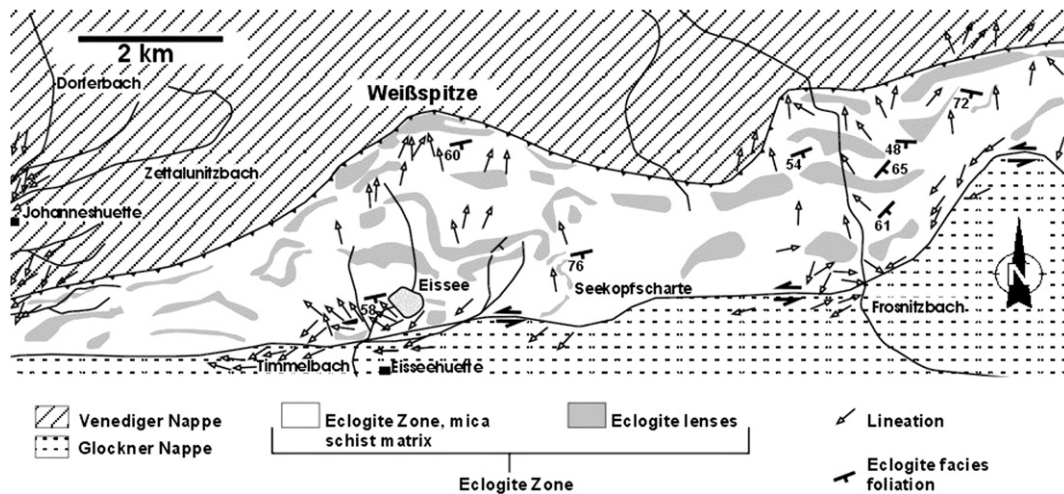 2 km
Dorferbach
Weißspitze
Zettalunitzbach
Johanneshuette
60
72
48
54
65
61
76
Eissee
58
Seekopfscharte
N
Frosnitzbach
Timmelbach
Eisseehuette
Venediger Nappe
Glockner Nappe
Eclogite Zone, mica
schist matrix
Eclogite lenses
Eclogite Zone
Lineation
Eclogite facies
foliation